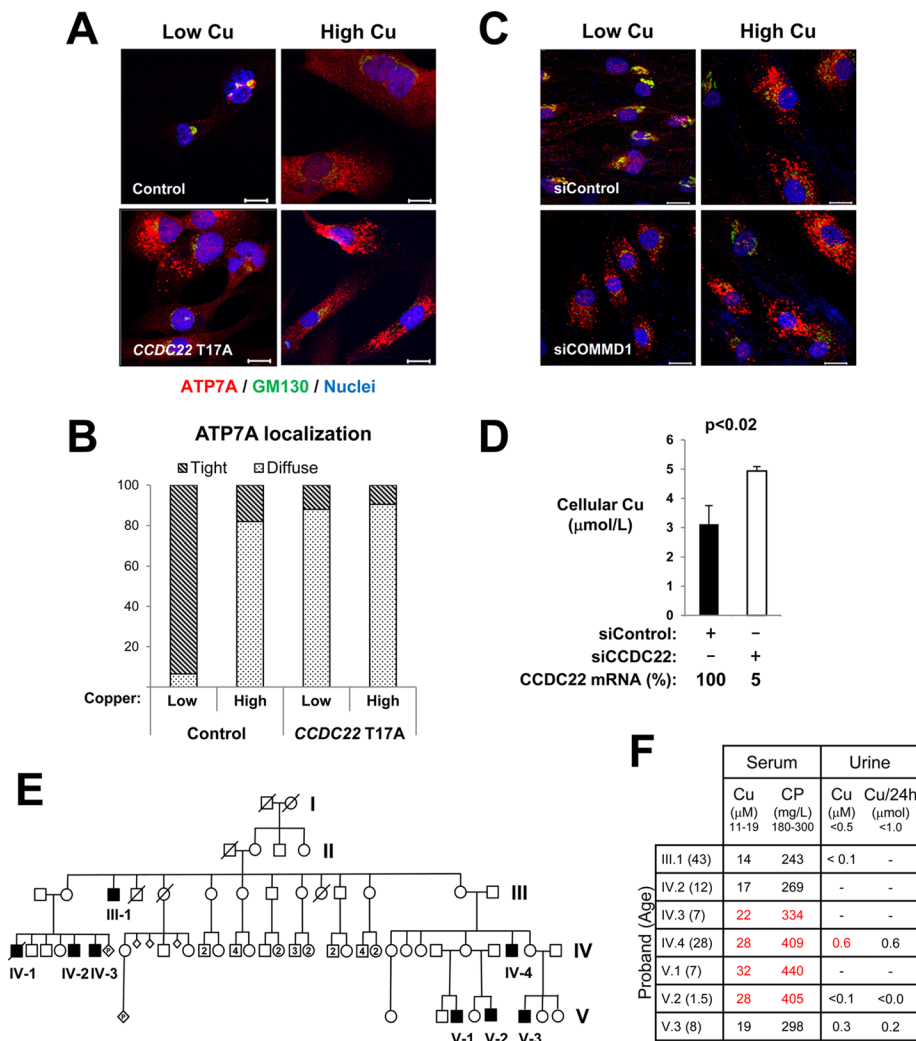 A
Low Cu High Cu
Control
CCDC22 T17A
ATP7A / GM130 / Nuclei
C
Low Cu High Cu
siControl
siCOMMD1
B
ATP7A localization
Tight Diffuse
100
80
60
40
20
Copper: Low High Low High
Control CCDC22 T17A
D
p<0.02
Cellular Cu
(μmol/L)
6
5
4
3
2
1
0
siControl: + –
siCCDC22: – +
CCDC22 mRNA (%): 100 5
E
I
II
III
III-1
2 4 2 3 2 2 4 2
P
IV
IV-1 IV-2 IV-3 IV-4
P
V
V-1 V-2 V-3
F
Serum Urine
Cu CP Cu Cu/24h
(μM) (mg/L) (μM) (μmol)
11-19 180-300 <0.5 <1.0
Proband (Age)
III.1 (43) 14 243 < 0.1 -
IV.2 (12) 17 269 - -
IV.3 (7) 22 334 - -
IV.4 (28) 28 409 0.6 0.6
V.1 (7) 32 440 - -
V.2 (1.5) 28 405 <0.1 <0.0
V.3 (8) 19 298 0.3 0.2